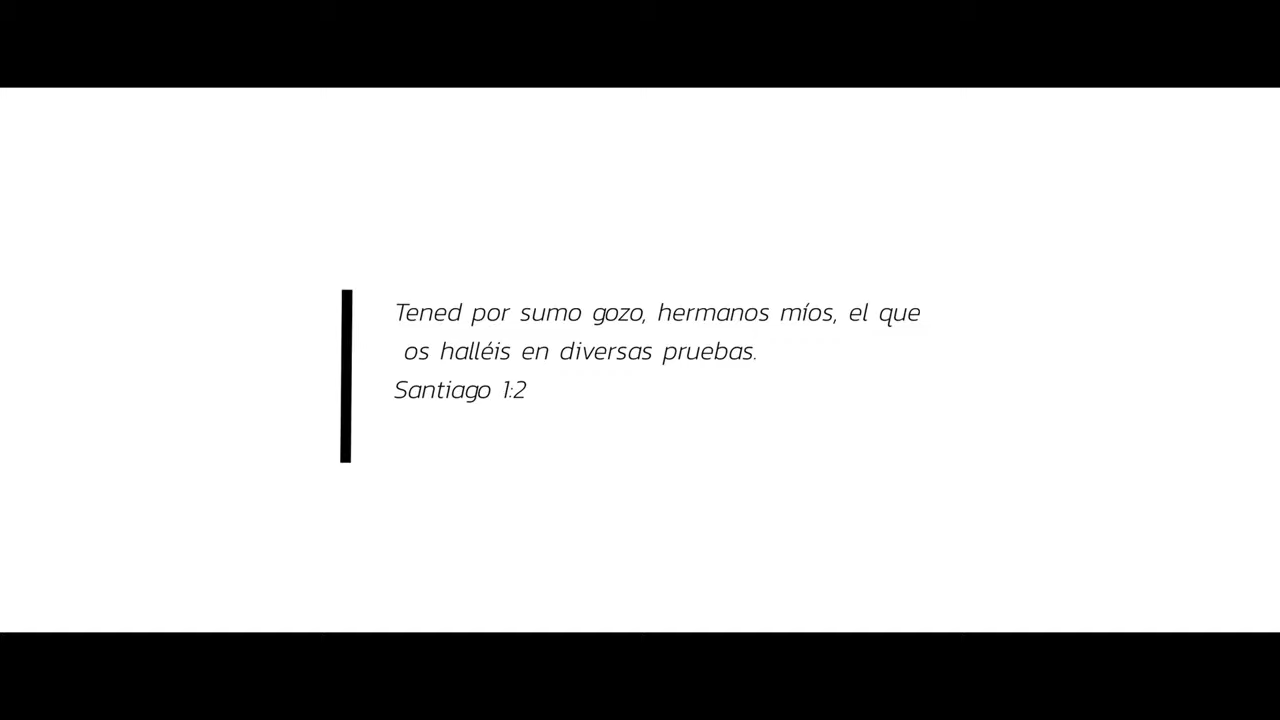 Tened por sumo gozo, hermanos míos, el que
os halléis en diversas pruebas.
Santiago 1:2